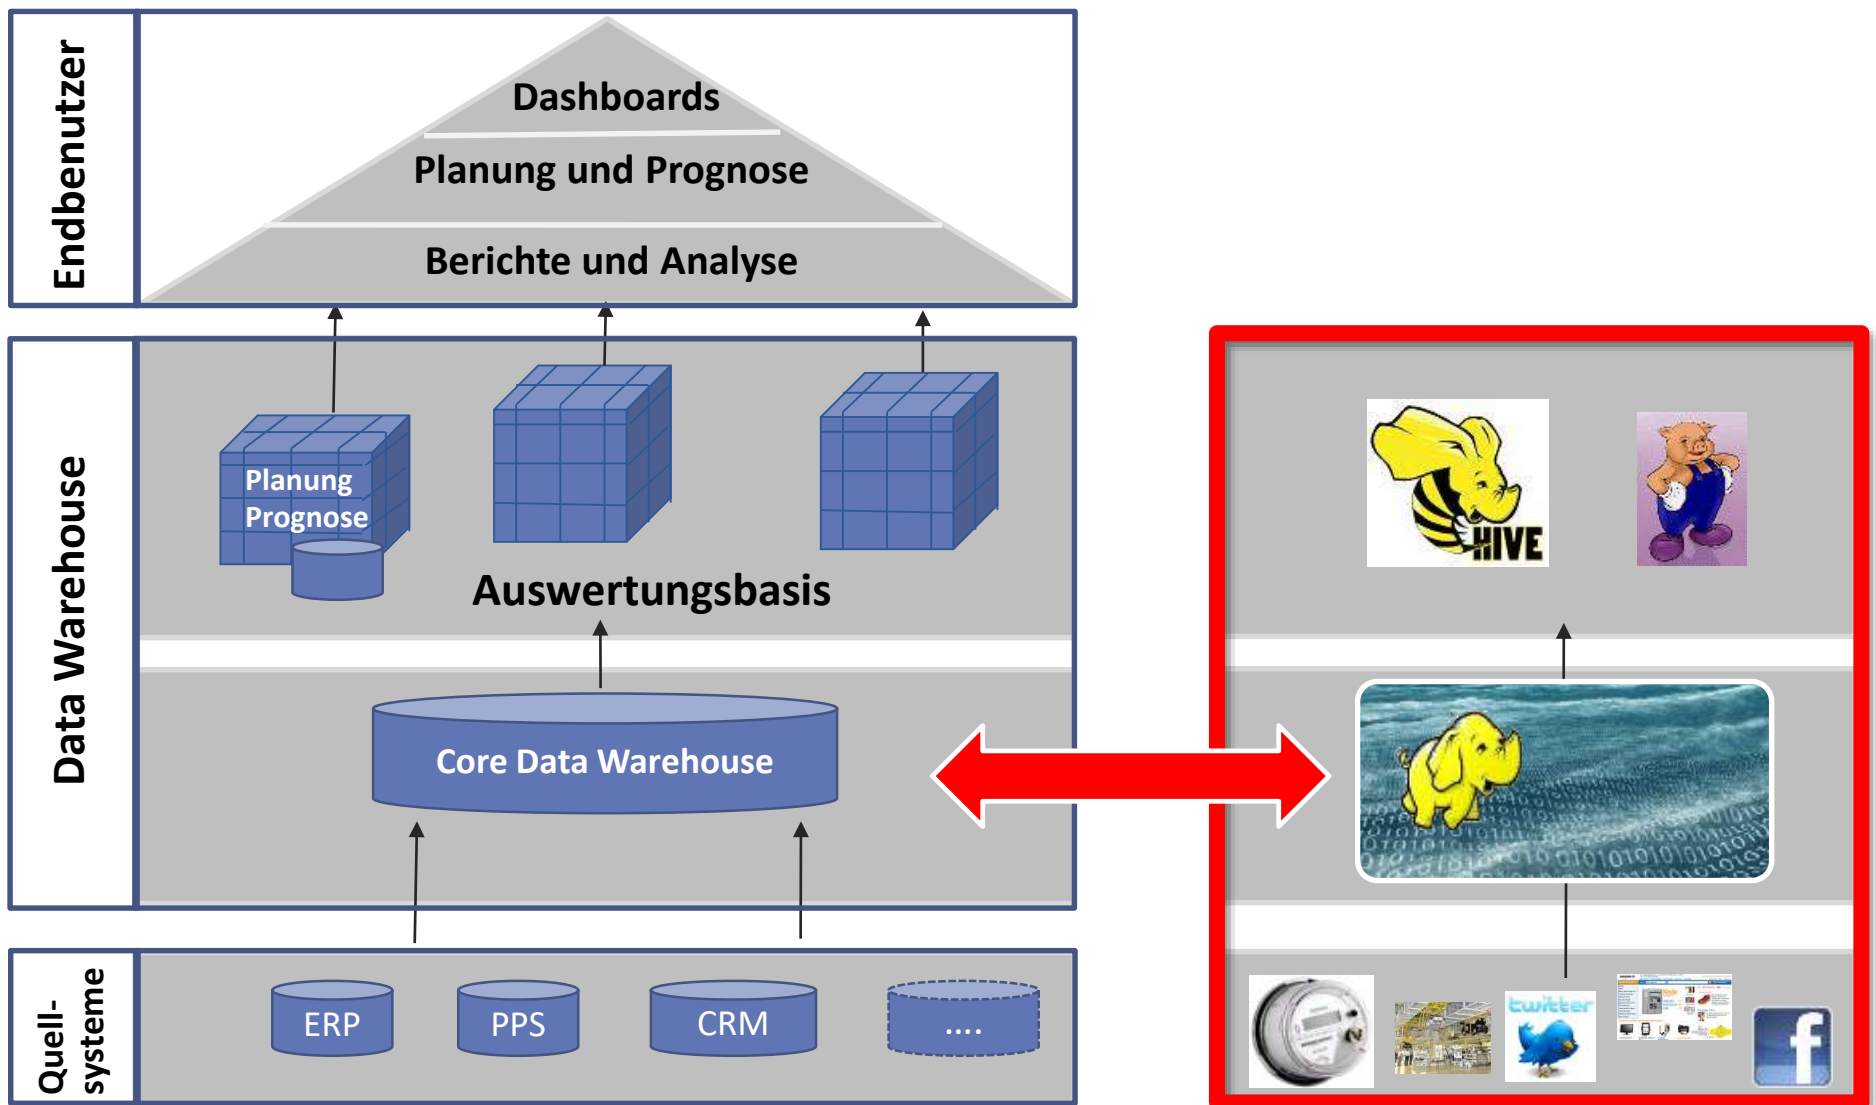 Endbenutzer
Dashboards
Planung und Prognose
Berichte und Analyse
Data Warehouse
Planung
Prognose
Auswertungsbasis
Core Data Warehouse
Quell-
systeme
ERP
PPS
CRM
....
HIVE
twitter
f